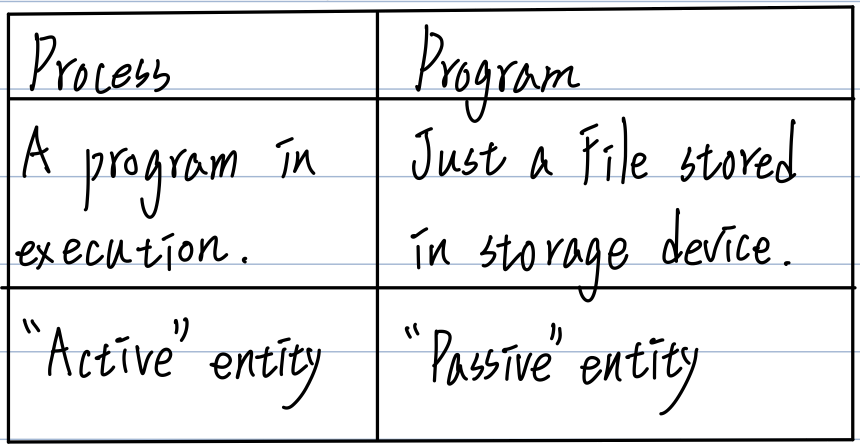 Process
Program
A program in
execution.
Just a File stored
in storage device.
"Active" entity
"Passive" entity